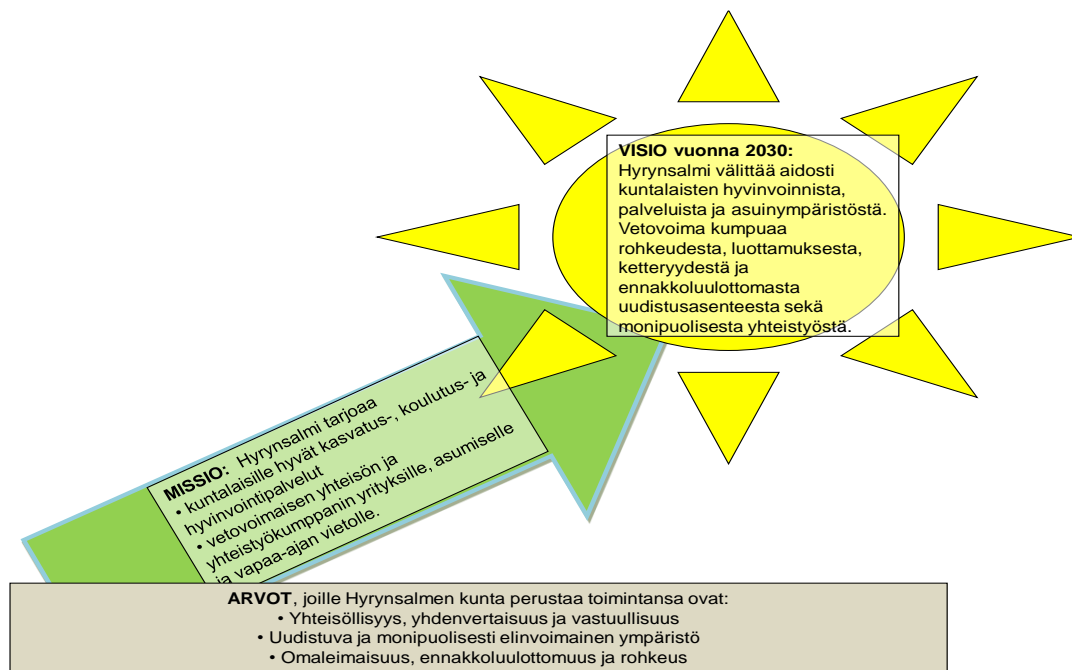 VISIO vuonna 2030:
Hyrynsalmi välittää aidosti
kuntalaisten hyvinvoinnista,
palveluista ja asuinympäristöstä.
Vetovoima kumpuaa
rohkeudesta, luottamuksesta,
ketteryydestä ja
ennakkoluulottomasta
uudistusasenteesta sekä
monipuolisesta yhteistyöstä.
MISSIO: Hyrynsalmi tarjoaa
• kuntalaisille hyvät kasvatus-, koulutus- ja
hyvinvointipalvelut
• vetovoimaisen yhteisön ja
yhteistyökumppanin yrityksille, asumiselle
ja vapaa-ajan vietolle.
ARVOT, joille Hyrynsalmen kunta perustaa toimintansa ovat:
• Yhteisöllisyys, yhdenvertaisuus ja vastuullisuus
• Uudistuva ja monipuolisesti elinvoimainen ympäristö
• Omaleimaisuus, ennakkoluulottomuus ja rohkeus